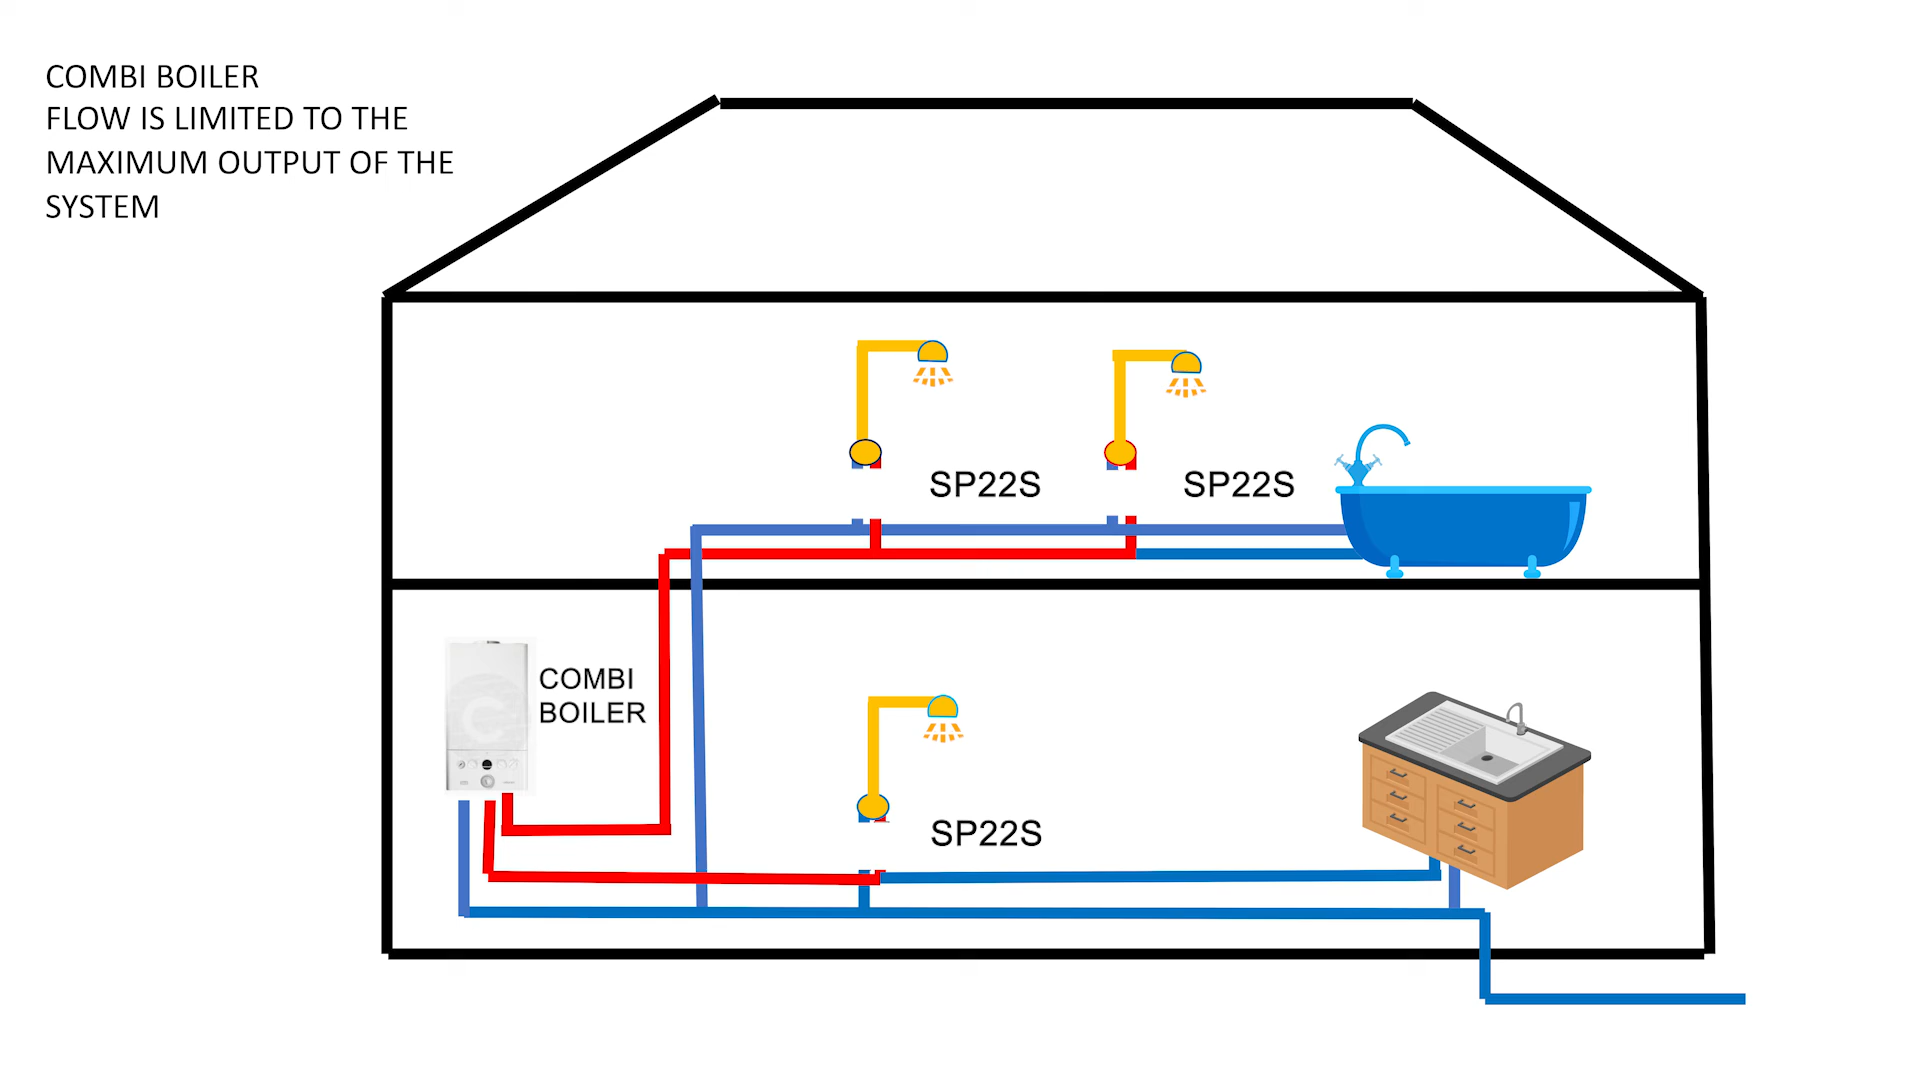 COMBI BOILER
FLOW IS LIMITED TO THE
MAXIMUM OUTPUT OF THE
SYSTEM
SP22S
SP22S
COMBI
BOILER
SP22S